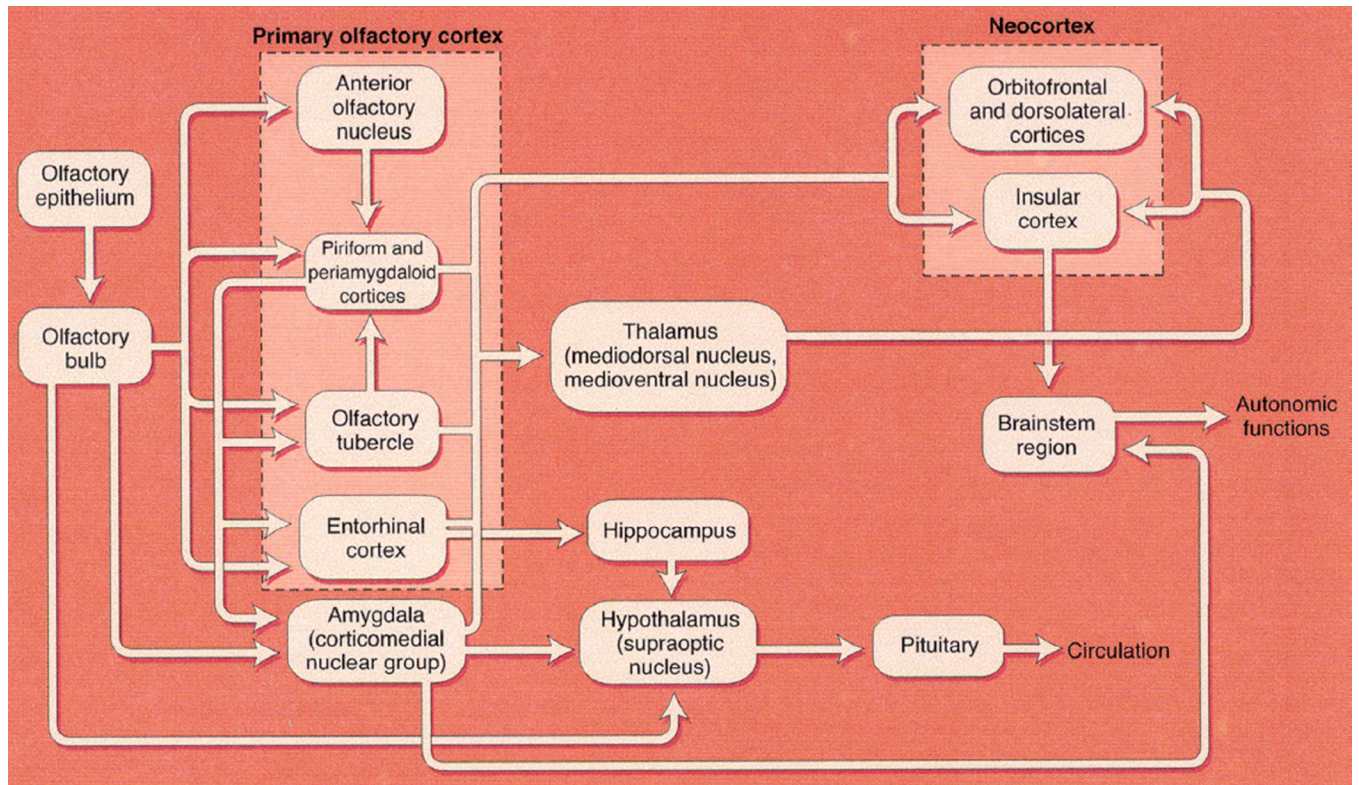 Primary olfactory cortex
Neocortex
Anterior
olfactory
nucleus
Orbitofrontal
and dorsolateral
cortices
Olfactory
epithelium
Insular
cortex
Piriform and
periamygdaloid
cortices
Olfactory
bulb
Thalamus
(mediodorsal nucleus,
medioventral nucleus)
Olfactory
tubercle
Brainstem
region
Autonomic
functions
Entorhinal
cortex
Hippocampus
Amygdala
(corticomedial
nuclear group)
Hypothalamus
(supraoptic
nucleus)
Pituitary
Circulation